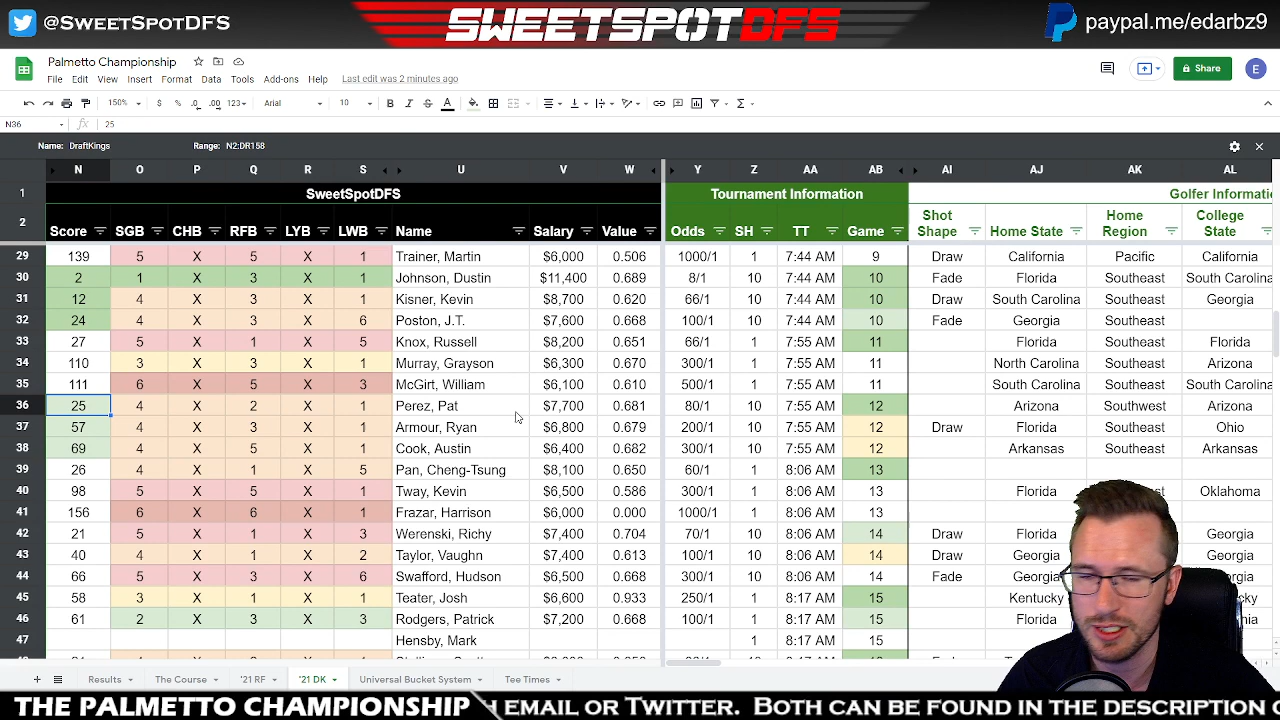 @SweetSpotDFS
SWEETSPOTDFS
paypal.me/edarbz9
Palmetto Championship
File Edit View Insert Format Data Tools Add-ons Help Last edit was 2 minutes ago
Share E
150% $ % .0 .00 123 Arial 10 B I S A
N36 fx 25
Name: DraftKings Range: N2:DR158
N O P Q R S U V W Y Z AA AB AI AJ AK AL
1 SweetSpotDFS Tournament Information Golfer Informatio
2 Score SGB CHB RFB LYB LWB Name Salary Value Odds SH TT Game Shot Shape Home State Home Region College State
29 139 5 X 5 X 1 Trainer, Martin $6,000 0.506 1000/1 1 7:44 AM 9 Draw California Pacific California
30 2 1 X 3 X 1 Johnson, Dustin $11,400 0.689 8/1 10 7:44 AM 10 Fade Florida Southeast South Carolina
31 12 4 X 3 X 1 Kisner, Kevin $8,700 0.620 66/1 10 7:44 AM 10 Draw South Carolina Southeast Georgia
32 24 4 X 3 X 6 Poston, J.T. $7,600 0.668 100/1 10 7:44 AM 10 Fade Georgia Southeast
33 27 5 X 1 X 5 Knox, Russell $8,200 0.651 66/1 1 7:55 AM 11 Florida Southeast Florida
34 110 3 X 3 X 1 Murray, Grayson $6,300 0.670 300/1 1 7:55 AM 11 North Carolina Southeast Arizona
35 111 6 X 5 X 3 McGirt, William $6,100 0.610 500/1 1 7:55 AM 11 South Carolina Southeast South Carolina
36 25 4 X 2 X 1 Perez, Pat $7,700 0.681 80/1 10 7:55 AM 12 Arizona Southwest Arizona
37 57 4 X 3 X 1 Armour, Ryan $6,800 0.679 200/1 10 7:55 AM 12 Draw Florida Southeast Ohio
38 69 4 X 5 X 1 Cook, Austin $6,400 0.682 300/1 10 7:55 AM 12 Arkansas Southeast Arkansas
39 26 4 X 1 X 5 Pan, Cheng-Tsung $8,100 0.650 60/1 1 8:06 AM 13
40 98 5 X 5 X 1 Tway, Kevin $6,500 0.586 300/1 1 8:06 AM 13 Florida Oklahoma
41 156 6 X 6 X 1 Frazar, Harrison $6,000 0.000 1000/1 1 8:06 AM 13
42 21 5 X 1 X 3 Werenski, Richy $7,400 0.704 70/1 10 8:06 AM 14 Draw Florida Georgia
43 40 4 X 1 X 2 Taylor, Vaughn $7,400 0.613 100/1 10 8:06 AM 14 Draw Georgia Georgia
44 66 5 X 3 X 6 Swafford, Hudson $6,500 0.668 300/1 10 8:06 AM 14 Fade Georgia Georgia
45 58 3 X 1 X 1 Teater, Josh $6,600 0.933 250/1 1 8:17 AM 15 Kentucky
46 61 2 X 3 X 3 Rodgers, Patrick $7,200 0.668 100/1 1 8:17 AM 15 Florida
47 Hensby, Mark 1 8:17 AM 15
+ Results The Course '21 RF '21 DK Universal Bucket System Tee Times
THE PALMETTO CHAMPIONSHIP H EMAIL OR TWITTER. BOTH CAN BE FOUND IN THE DESCRIPTION